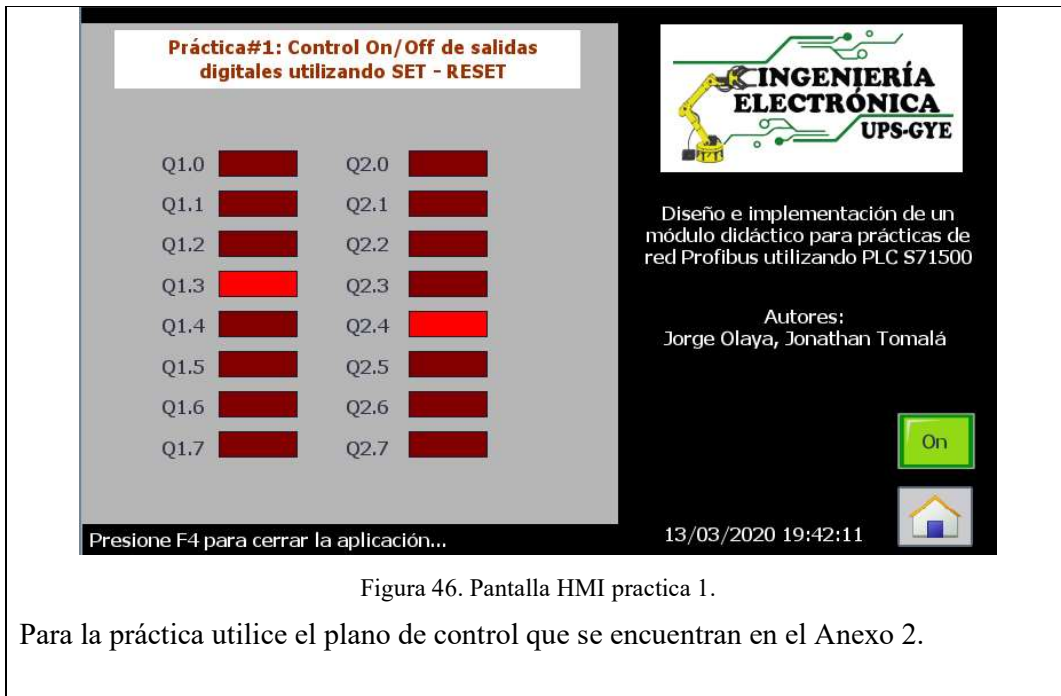 Práctica#1: Control On/Off de salidas
digitales utilizando SET - RESET
Q1.0
Q1.1
Q1.2
Q1.3
Q1.4
Q1.5
Q1.6
Q1.7
Q2.0
Q2.1
Q2.2
Q2.3
Q2.4
Q2.5
Q2.6
Q2.7
INGENIERÍA
ELECTRÓNICA
UPS-GYE
Diseño e implementación de un
módulo didáctico para prácticas de
red Profibus utilizando PLC S71500
Autores:
Jorge Olaya, Jonathan Tomalá
On
Presione F4 para cerrar la aplicación...
13/03/2020 19:42:11
Figura 46. Pantalla HMI practica 1.
Para la práctica utilice el plano de control que se encuentran en el Anexo 2.